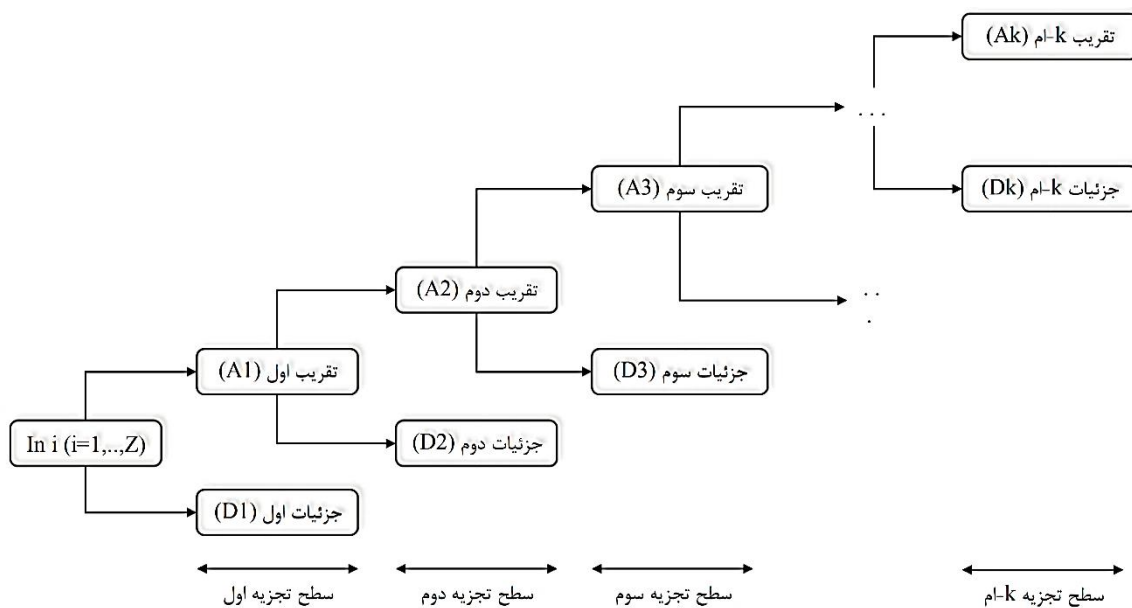 تقریب k-ام (Ak)
. . .
تقریب سوم (A3)
جزئیات k-ام (Dk)
تقریب دوم (A2)
. .
.
تقریب اول (A1)
جزئیات سوم (D3)
In i (i=1,..,Z)
جزئیات دوم (D2)
جزئیات اول (D1)
سطح تجزیه اول
سطح تجزیه دوم
سطح تجزیه سوم
سطح تجزیه k-ام